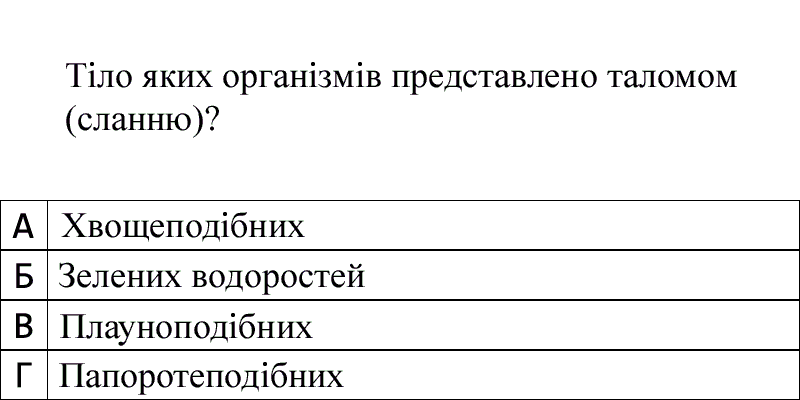 Тіло яких організмів представлено таломом
(сланню)?
А Хвощеподібних
Б Зелених водоростей
В Плауноподібних
Г Папоротеподібних